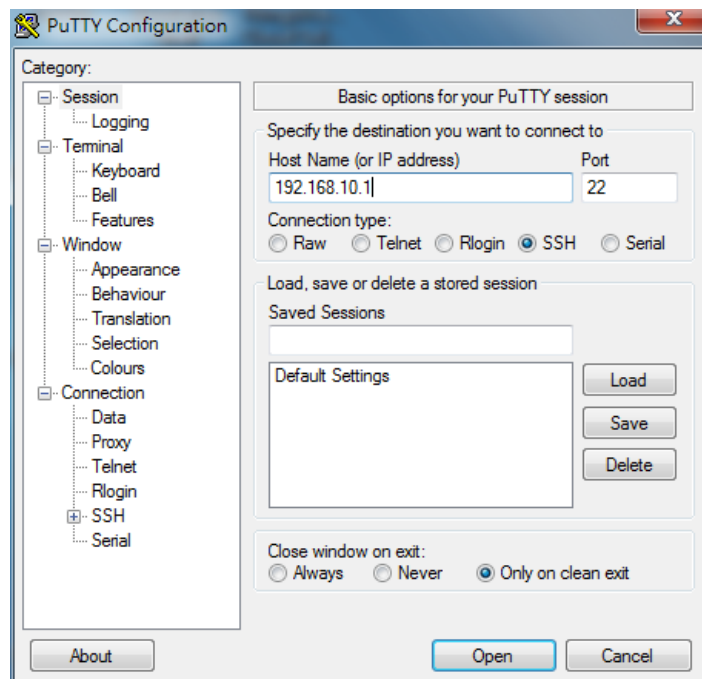 PuTTY Configuration
Category:
Session
Logging
Terminal
Keyboard
Bell
Features
Window
Appearance
Behaviour
Translation
Selection
Colours
Connection
Data
Proxy
Telnet
Rlogin
SSH
Serial
Basic options for your PuTTY session
Specify the destination you want to connect to
Host Name (or IP address) Port
192.168.10.1 22
Connection type:
Raw Telnet Rlogin SSH Serial
Load, save or delete a stored session
Saved Sessions
Default Settings
Load
Save
Delete
Close window on exit:
Always Never Only on clean exit
About Open Cancel